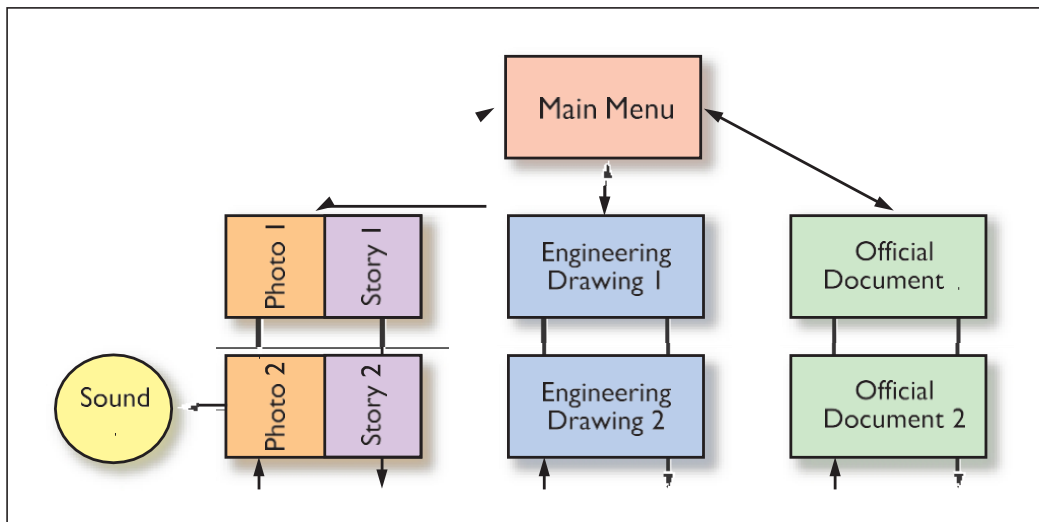 Main Menu
Photo 1
Story 1
Engineering
Drawing 1
Official
Document
Sound
Photo 2
Story 2
Engineering
Drawing 2
Official
Document 2